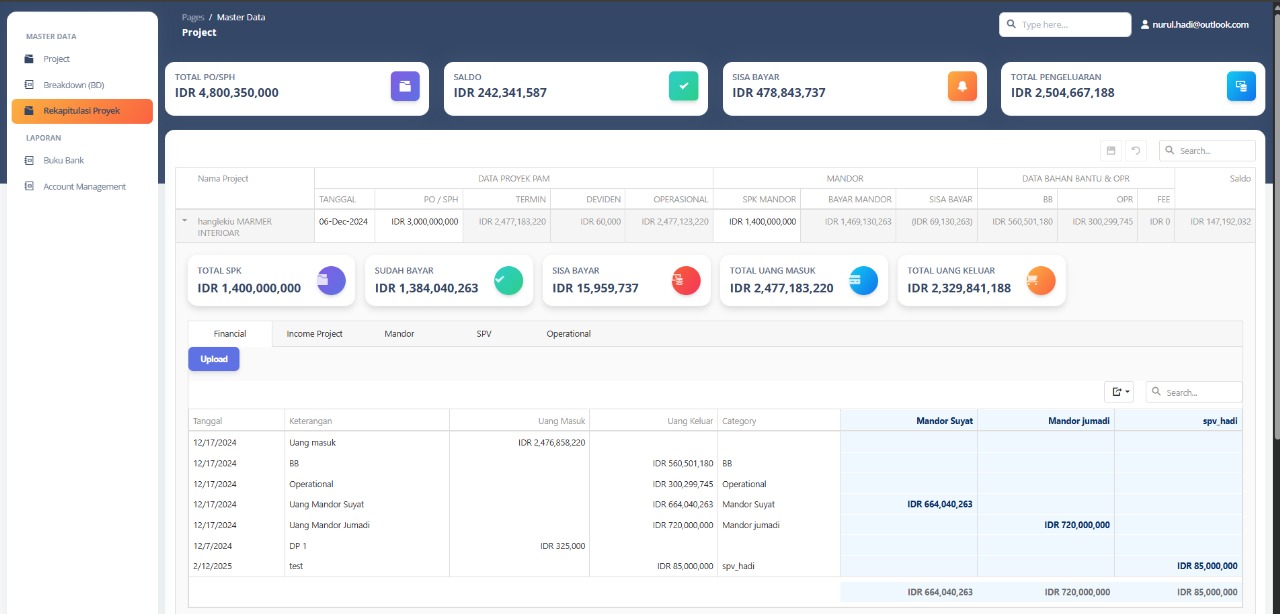 Pages / Master Data
Project
Type here...
nurul.hadi@outlook.com
MASTER DATA
Project
Breakdown (BD)
Rekapitulasi Proyek
LAPORAN
Buku Bank
Account Management
TOTAL PO/SPH
IDR 4,800,350,000
SALDO
IDR 242,341,587
SISA BAYAR
IDR 478,843,737
TOTAL PENGELUARAN
IDR 2,504,667,188
Search...
Nama Project DATA PROYEK PAM MANDOR DATA BAHAN BANTU & OPR Saldo
TANGGAL PO / SPH TERMIN DEVIDEN OPERASIONAL SPK MANDOR BAYAR MANDOR SISA BAYAR BB OPR FEE
hanglekiu MARMER 06-Dec-2024 IDR 3,000,000,000 IDR 2,477,183,220 IDR 60,000 IDR 2,477,123,220 IDR 1,400,000,000 IDR 1,469,130,263 (IDR 69,130,263) IDR 560,501,180 IDR 300,299,745 IDR 0 IDR 147,192,032
INTERIOAR
TOTAL SPK
IDR 1,400,000,000
SUDAH BAYAR
IDR 1,384,040,263
SISA BAYAR
IDR 15,959,737
TOTAL UANG MASUK
IDR 2,477,183,220
TOTAL UANG KELUAR
IDR 2,329,841,188
Financial Income Project Mandor SPV Operational
Upload
Search...
Tanggal Keterangan Uang Masuk Uang Keluar Category Mandor Suyat Mandor jumadi spv_hadi
12/17/2024 Uang masuk IDR 2,476,858,220
12/17/2024 BB IDR 560,501,180 BB
12/17/2024 Operational IDR 300,299,745 Operational
12/17/2024 Uang Mandor Suyat IDR 664,040,263 Mandor Suyat IDR 664,040,263
12/17/2024 Uang Mandor Jumadi IDR 720,000,000 Mandor jumadi IDR 720,000,000
12/7/2024 DP 1 IDR 325,000
2/12/2025 test IDR 85,000,000 spv_hadi IDR 85,000,000
IDR 664,040,263 IDR 720,000,000 IDR 85,000,000